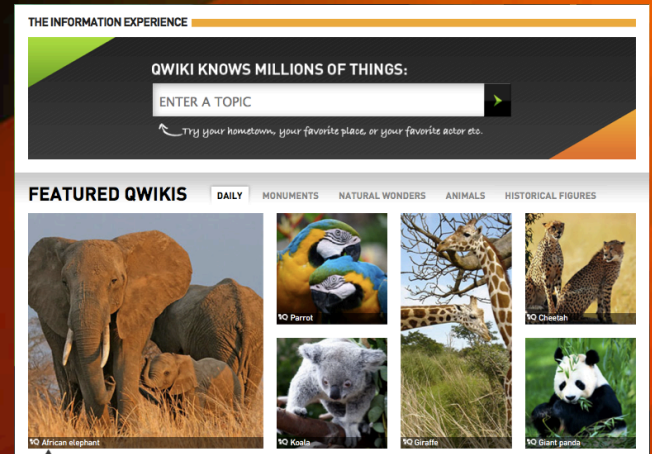 THE INFORMATION EXPERIENCE
QWIKI KNOWS MILLIONS OF THINGS:
ENTER A TOPIC
Try your hometown, your favorite place, or your favorite actor etc.
FEATURED QWIKIS
DAILY MONUMENTS NATURAL WONDERS ANIMALS HISTORICAL FIGURES
Parrot
Cheetah
African elephant
Koala
Giraffe
Giant panda